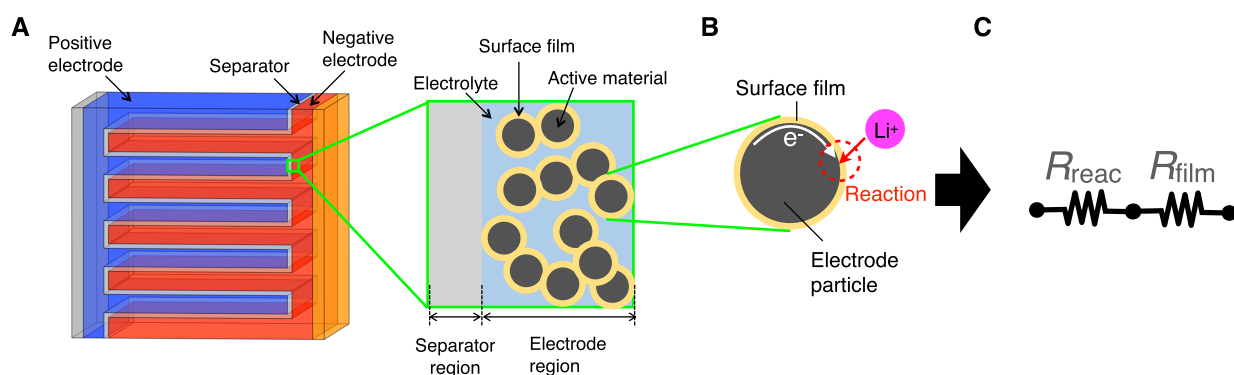 A
Positive
electrode
Separator
Negative
electrode
Surface film
Electrolyte
Active material
Separator
region
Electrode
region
B
Surface film
e-
Li+
Reaction
Electrode
particle
C
Rreac
Rfilm